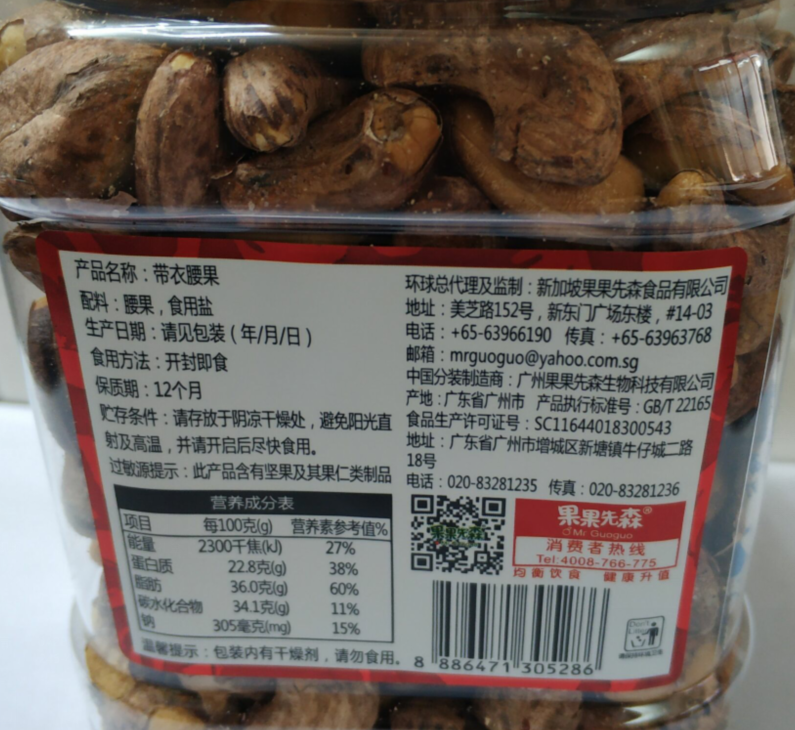 产品名称：带衣腰果
配料：腰果，食用盐
生产日期：请见包装（年/月/日）
食用方法：开封即食
保质期：12个月
贮存条件：请存放于阴凉干燥处，避免阳光直
射及高温，并请开启后尽快食用。
过敏源提示：此产品含有坚果及其果仁类制品
营养成分表
项目 每100克(g) 营养素参考值%
能量 2300千焦(kJ) 27%
蛋白质 22.8克(g) 38%
脂肪 36.0克(g) 60%
碳水化合物 34.1克(g) 11%
钠 305毫克(mg) 15%
温馨提示：包装内有干燥剂，请勿食用。
环球总代理及监制：新加坡果果先森食品有限公司
地址：美芝路152号，新东门广场东楼，#14-03
电话：+65-63966190 传真：+65-63963768
邮箱：mrguoguo@yahoo.com.sg
中国分装制造商：广州果果先森生物科技有限公司
产地：广东省广州市 产品执行标准号：GB/T 22165
食品生产许可证号：SC11644018300543
地址：广东省广州市增城区新塘镇牛仔城二路
18号
电话：020-83281235 传真：020-83281236
果果先森
果果先森®
Mr Guoguo
消费者热线
Tel:4008-766-775
均衡饮食 健康升值
8 886471 305286
Don't
Litter